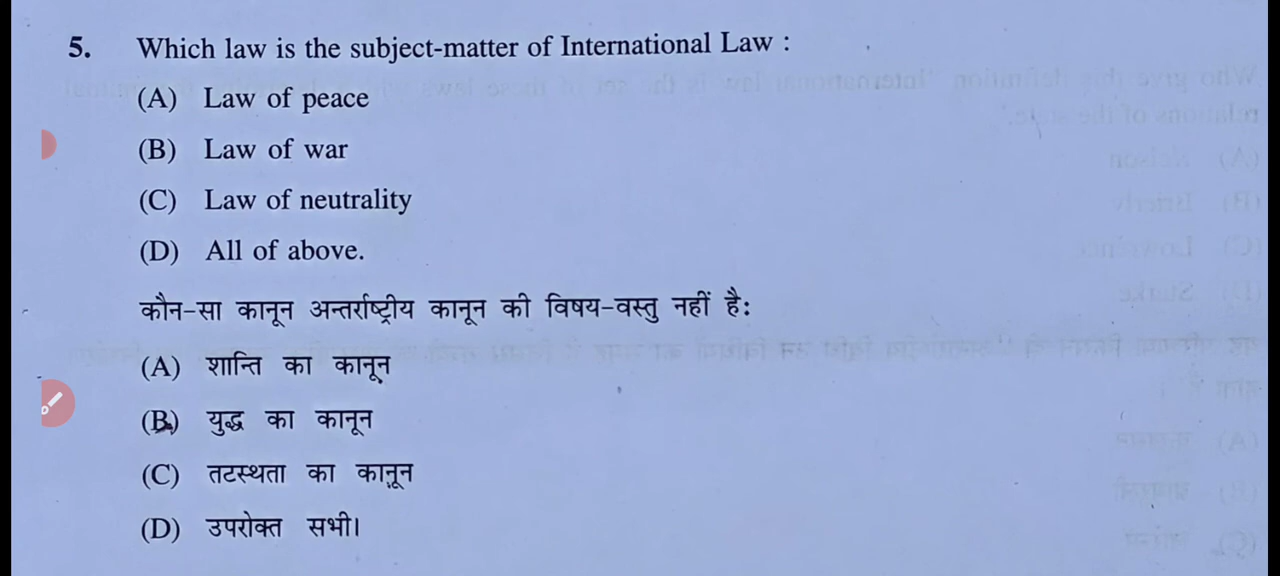 5. Which law is the subject-matter of International Law :
(A) Law of peace
(B) Law of war
(C) Law of neutrality
(D) All of above.
कौन-सा कानून अन्तर्राष्ट्रीय कानून की विषय-वस्तु नहीं है:
(A) शान्ति का कानून
(B) युद्ध का कानून
(C) तटस्थता का कानून
(D) उपरोक्त सभी।